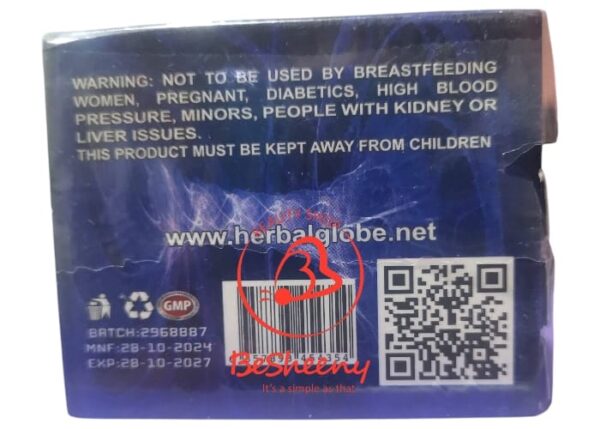 WARNING: NOT TO BE USED BY BREASTFEEDING
WOMEN, PREGNANT, DIABETICS, HIGH BLOOD
PRESSURE, MINORS, PEOPLE WITH KIDNEY OR
LIVER ISSUES.
THIS PRODUCT MUST BE KEPT AWAY FROM CHILDREN
www.herbalglobe.net
GMP
BATCH:2968887
MNF:28-10-2024
EXP:28-10-2027
BeSheeny
It's a simple as that